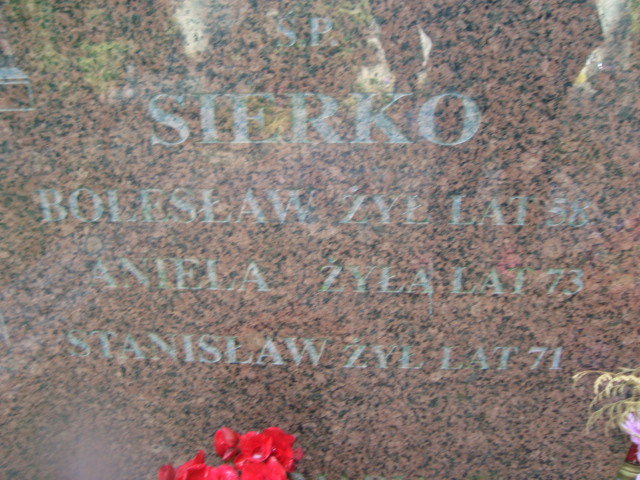 Ś.P.
SIERKO
BOLESŁAW ŻYŁ LAT 58
ANIELA ŻYŁA LAT 73
STANISŁAW ŻYŁ LAT 71